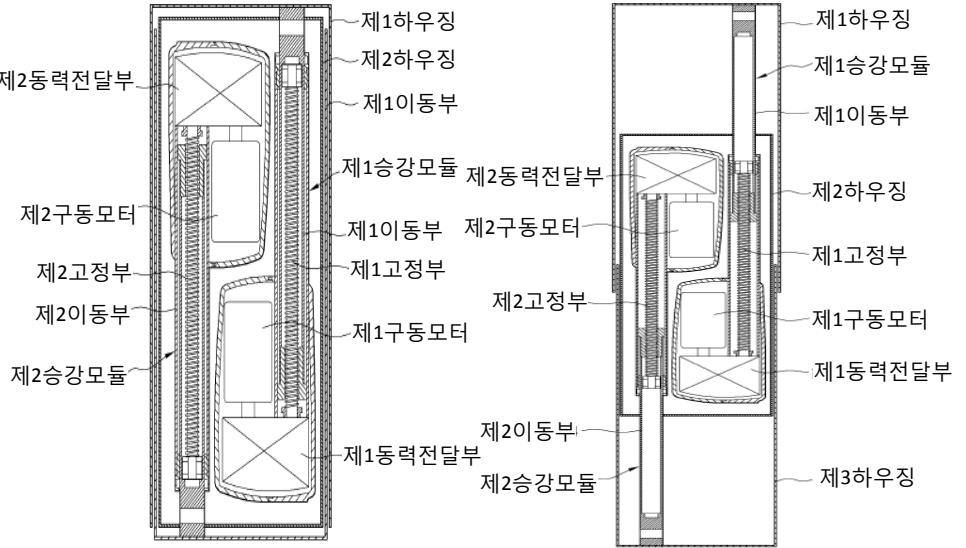 제1하우징
제2하우징
제2동력전달부
제1이동부
제1승강모듈
제2구동모터
제1이동부
제2고정부
제1고정부
제2이동부
제1구동모터
제2승강모듈
제1동력전달부
제1하우징
제1승강모듈
제1이동부
제2동력전달부
제2하우징
제2구동모터
제1고정부
제2고정부
제1구동모터
제1동력전달부
제2이동부
제2승강모듈
제3하우징